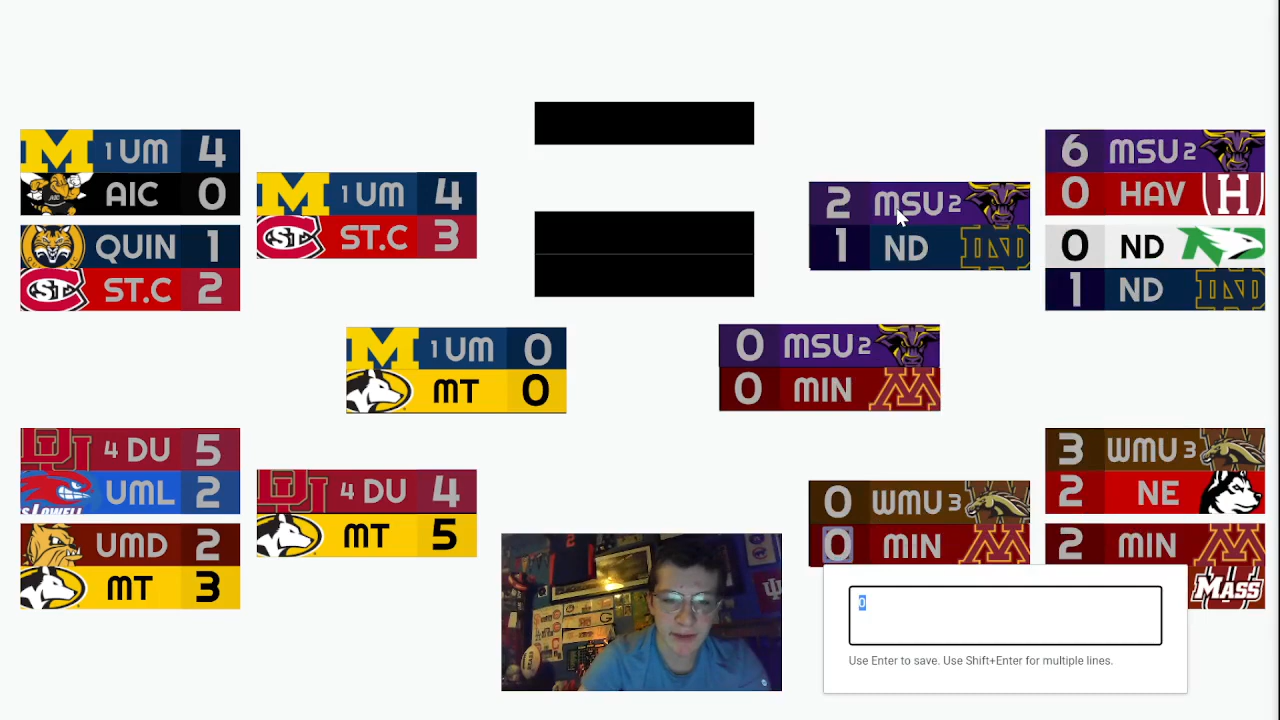 1 UM 4
AIC 0
QUIN 1
ST.C 2
1 UM 4
ST.C 3
2 MSU 2
1 ND
6 MSU 2
0 HAV
0 ND
1 ND
1 UM 0
MT 0
0 MSU 2
0 MIN
4 DU 5
UML 2
UMD 2
MT 3
4 DU 4
MT 5
0 WMU 3
0 MIN
3 WMU 3
2 NE
2 MIN
MASS
0
Use Enter to save. Use Shift+Enter for multiple lines.